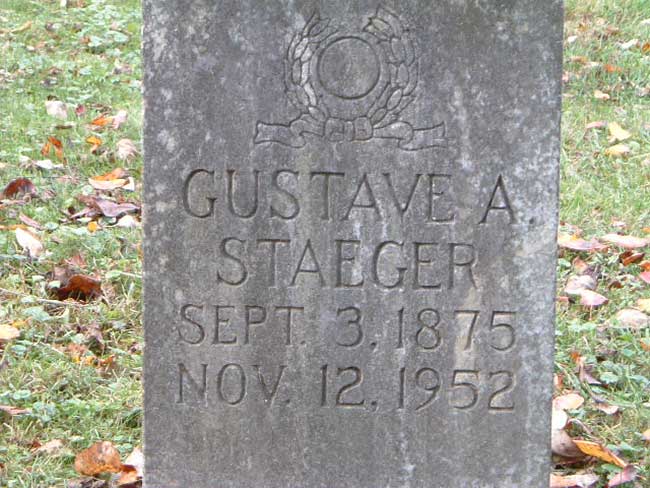 GUSTAVE A.
STAEGER
SEPT. 3, 1875
NOV. 12, 1952